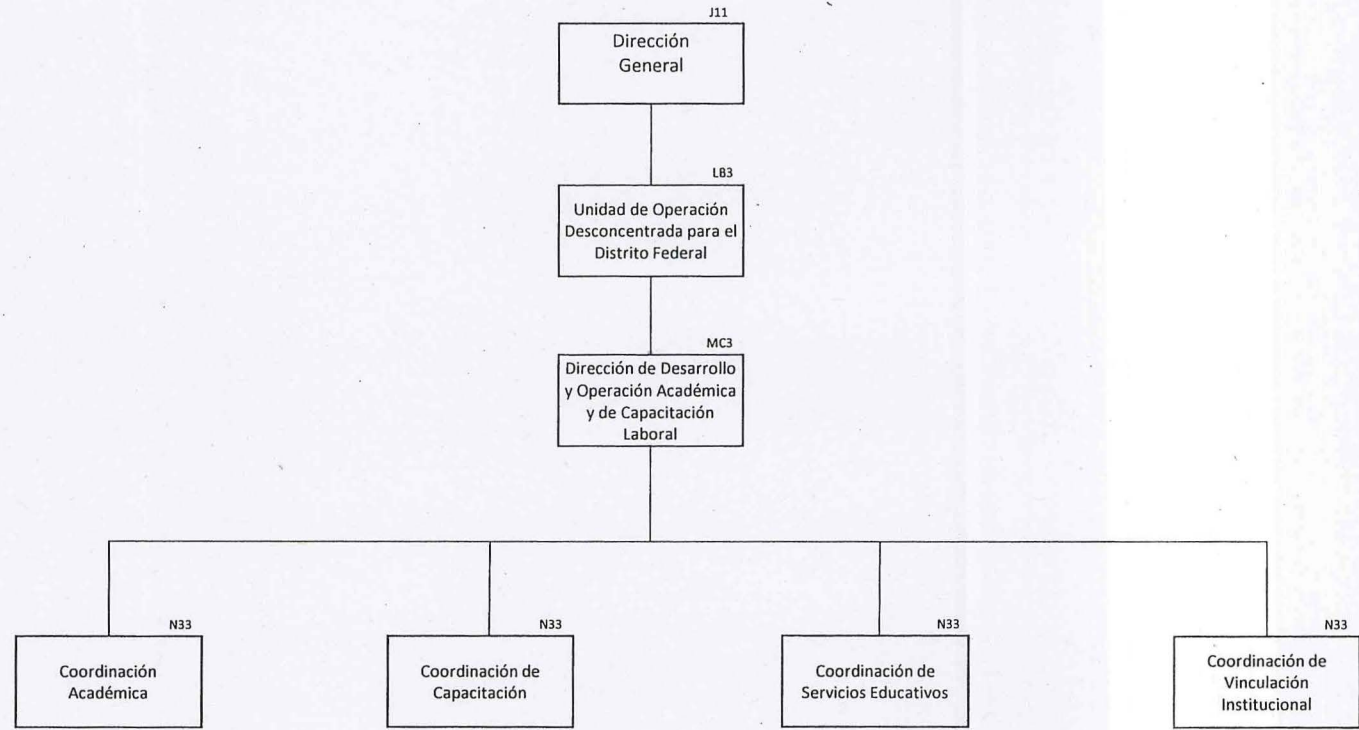 J11
Dirección
General
LB3
Unidad de Operación
Desconcentrada para el
Distrito Federal
MC3
Dirección de Desarrollo
y Operación Académica
y de Capacitación
Laboral
N33
Coordinación
Académica
N33
Coordinación de
Capacitación
N33
Coordinación de
Servicios Educativos
N33
Coordinación de
Vinculación
Institucional